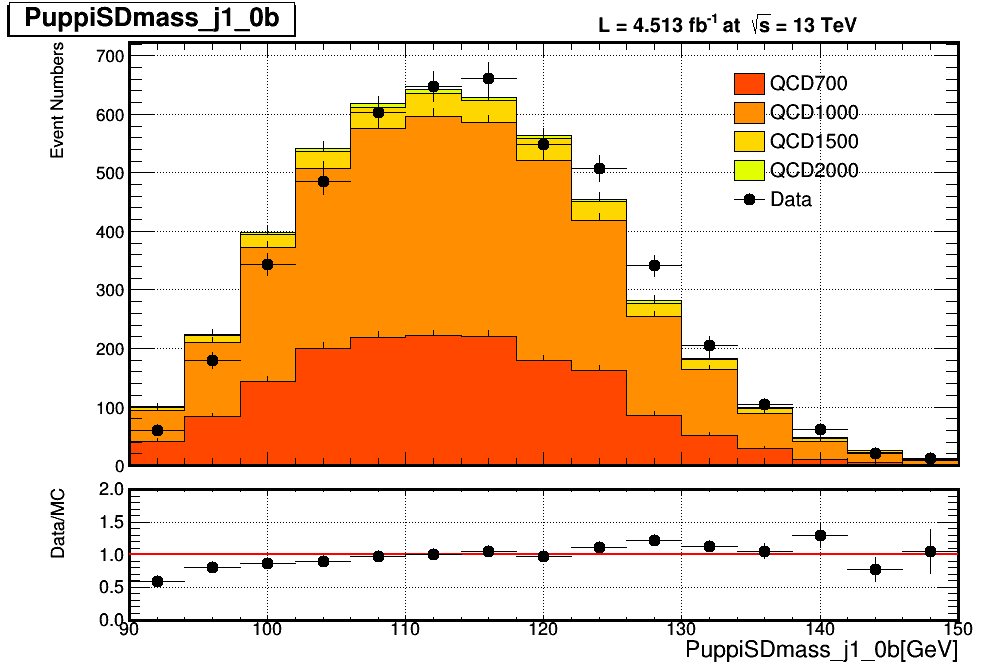 PuppiSDmass_j1_0b
L = 4.513 fb⁻¹ at √s = 13 TeV
Event Numbers
700
600
500
400
300
200
100
0
QCD700
QCD1000
QCD1500
QCD2000
Data
Data/MC
2.0
1.5
1.0
0.5
0.0
90 100 110 120 130 140 150
PuppiSDmass_j1_0b[GeV]